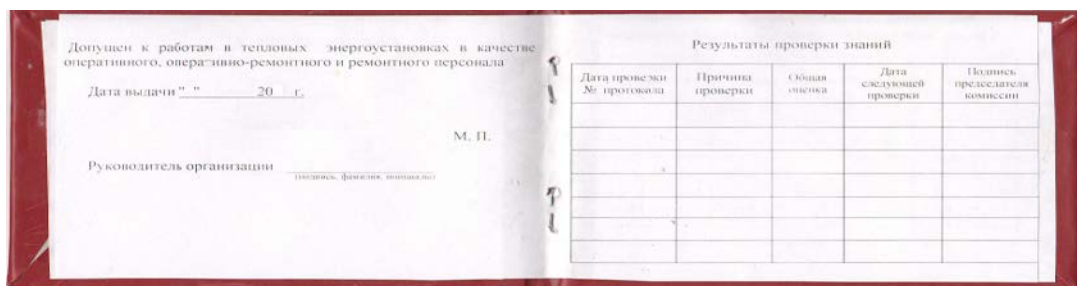 Допущен к работам в тепловых энергоустановках в качестве
оперативного, оперативно-ремонтного и ремонтного персонала
Дата выдачи " " 20 г.
М. П.
Руководитель организации
(подпись, фамилия, инициалы)
Результаты проверки знаний
Дата проверки
№ протокола
Причина
проверки
Общая
оценка
Дата
следующей
проверки
Подпись
председателя
комиссии